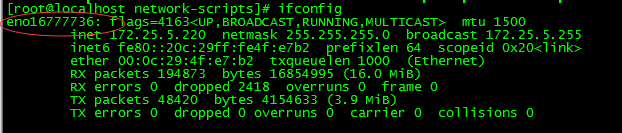 [root@localhost network-scripts]# ifconfig
eno16777736: flags=4163<UP,BROADCAST,RUNNING,MULTICAST>  mtu 1500
        inet 172.25.5.220  netmask 255.255.255.0  broadcast 172.25.5.255
        inet6 fe80::20c:29ff:fe4f:e7b2  prefixlen 64  scopeid 0x20<link>
        ether 00:0c:29:4f:e7:b2  txqueuelen 1000  (Ethernet)
        RX packets 194873  bytes 16854995 (16.0 MiB)
        RX errors 0  dropped 2418  overruns 0  frame 0
        TX packets 48420  bytes 4154633 (3.9 MiB)
        TX errors 0  dropped 0 overruns 0  carrier 0  collisions 0